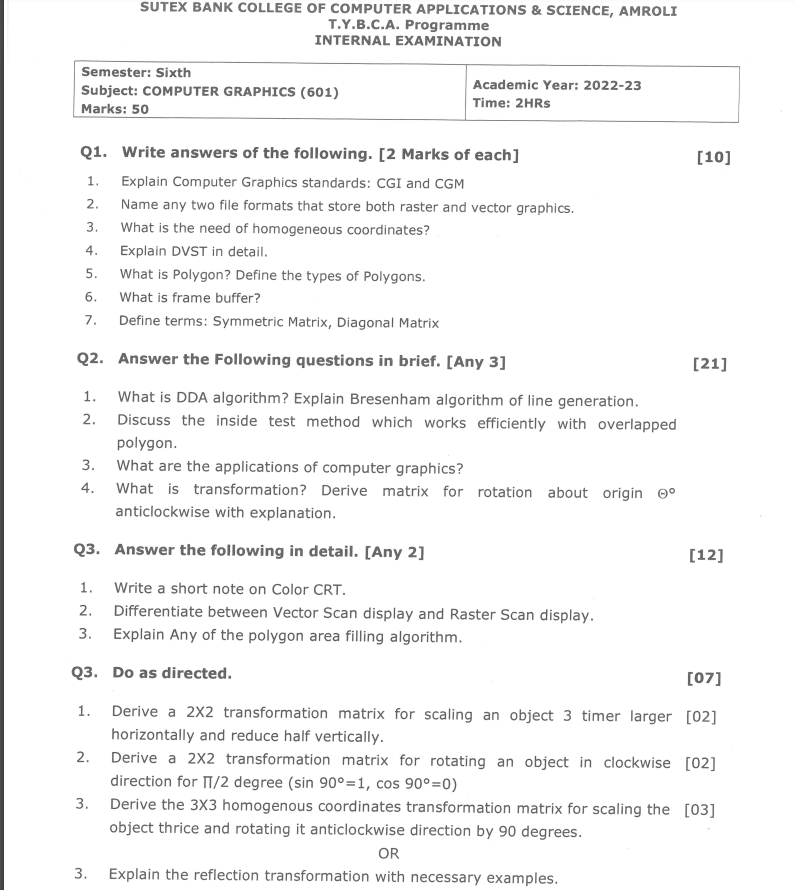 SUTEX BANK COLLEGE OF COMPUTER APPLICATIONS & SCIENCE, AMROLI
T.Y.B.C.A. Programme
INTERNAL EXAMINATION
Semester: Sixth
Subject: COMPUTER GRAPHICS (601)
Marks: 50
Academic Year: 2022-23
Time: 2HRs
Q1. Write answers of the following. [2 Marks of each] [10]
1. Explain Computer Graphics standards: CGI and CGM
2. Name any two file formats that store both raster and vector graphics.
3. What is the need of homogeneous coordinates?
4. Explain DVST in detail.
5. What is Polygon? Define the types of Polygons.
6. What is frame buffer?
7. Define terms: Symmetric Matrix, Diagonal Matrix
Q2. Answer the Following questions in brief. [Any 3] [21]
1. What is DDA algorithm? Explain Bresenham algorithm of line generation.
2. Discuss the inside test method which works efficiently with overlapped
polygon.
3. What are the applications of computer graphics?
4. What is transformation? Derive matrix for rotation about origin Θ°
anticlockwise with explanation.
Q3. Answer the following in detail. [Any 2] [12]
1. Write a short note on Color CRT.
2. Differentiate between Vector Scan display and Raster Scan display.
3. Explain Any of the polygon area filling algorithm.
Q3. Do as directed. [07]
1. Derive a 2X2 transformation matrix for scaling an object 3 timer larger [02]
horizontally and reduce half vertically.
2. Derive a 2X2 transformation matrix for rotating an object in clockwise [02]
direction for ∏/2 degree (sin 90°=1, cos 90°=0)
3. Derive the 3X3 homogenous coordinates transformation matrix for scaling the [03]
object thrice and rotating it anticlockwise direction by 90 degrees.
OR
3. Explain the reflection transformation with necessary examples.